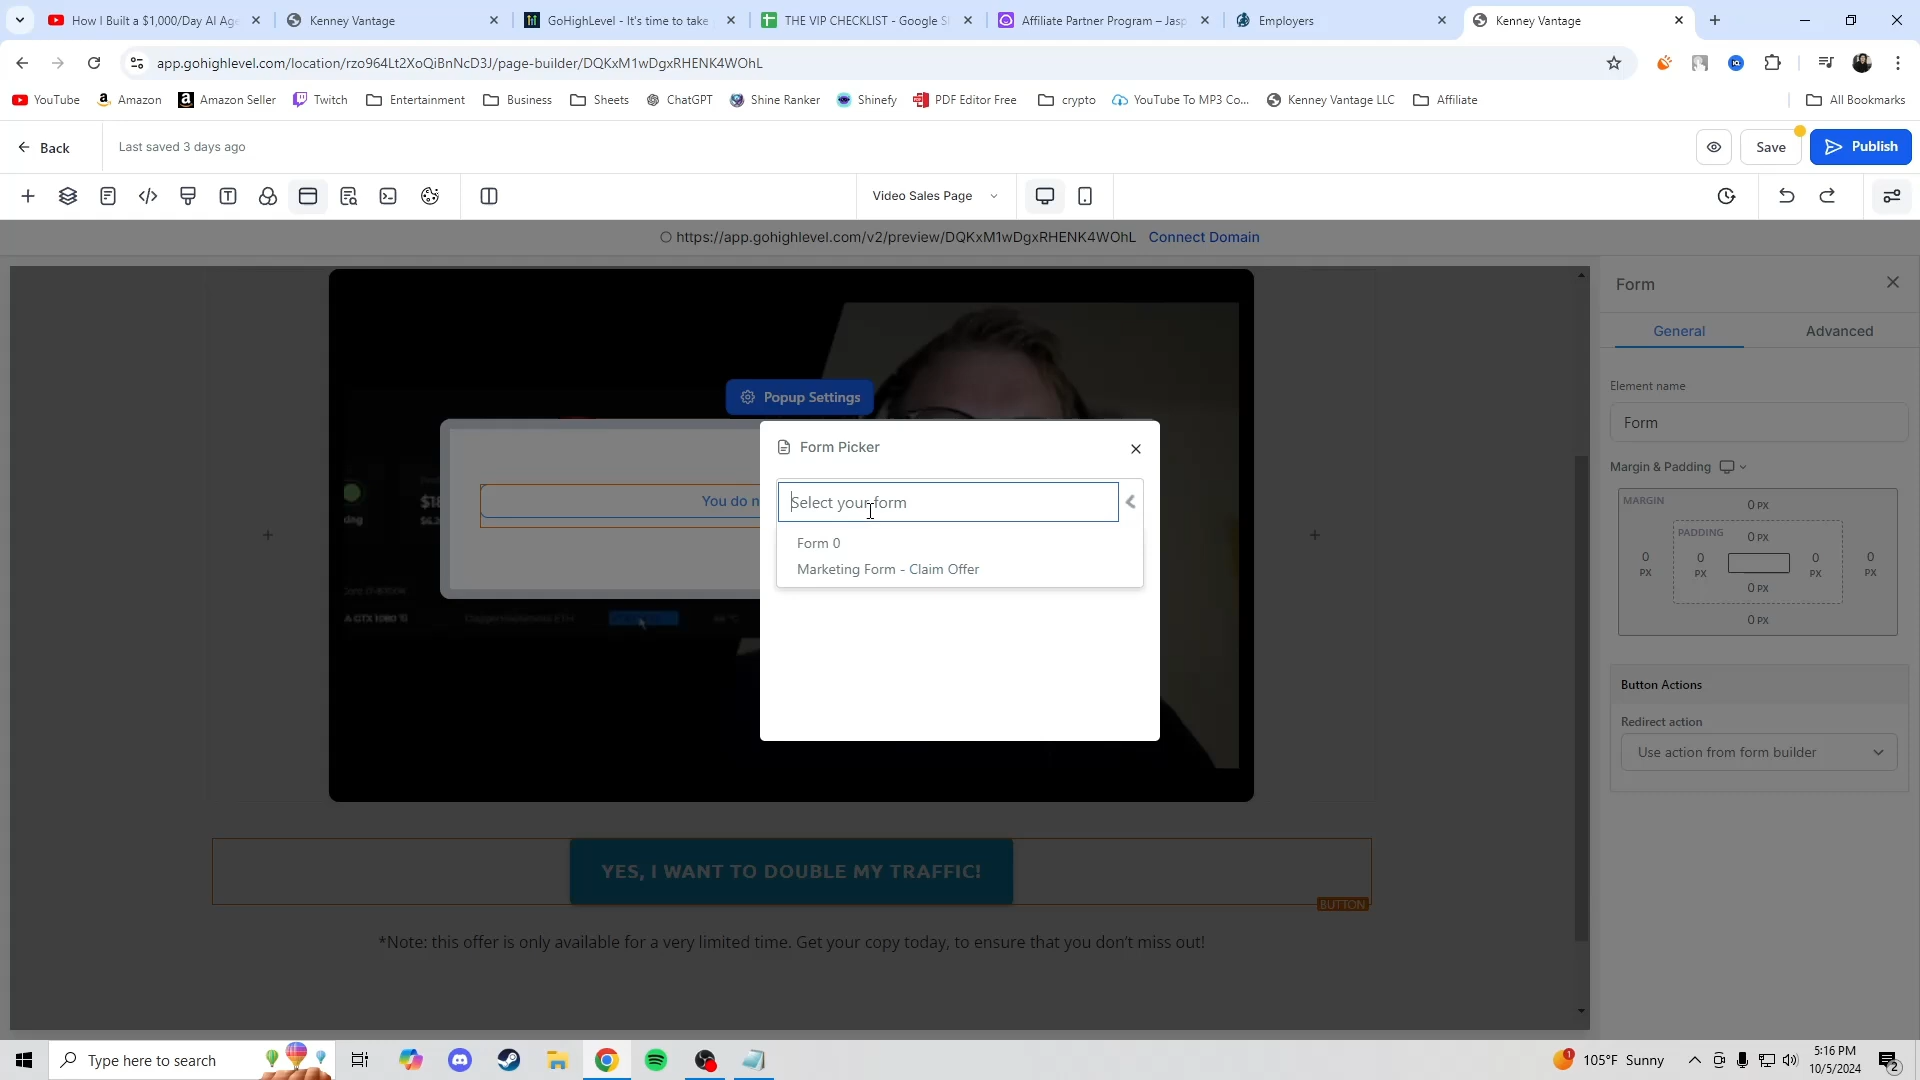 How I Built a $1,000/Day AI Age
Kenney Vantage
GoHighLevel - It's time to take
THE VIP CHECKLIST - Google S
Affiliate Partner Program – Jasp
Employers
Kenney Vantage
app.gohighlevel.com/location/rzo964Lt2XoQiBnNcD3J/page-builder/DQKxM1wDgxRHENK4WOhL
YouTube
Amazon
Amazon Seller
Twitch
Entertainment
Business
Sheets
ChatGPT
Shine Ranker
Shinefy
PDF Editor Free
crypto
YouTube To MP3 Co...
Kenney Vantage LLC
Affiliate
All Bookmarks
Back
Last saved 3 days ago
Save
Publish
Video Sales Page
https://app.gohighlevel.com/v2/preview/DQKxM1wDgxRHENK4WOhL Connect Domain
Form
General
Advanced
Element name
Form
Margin & Padding
MARGIN
0 PX
PADDING
0 PX
0 PX
0 PX
0 PX
0 PX
0 PX
0 PX
Button Actions
Redirect action
Use action from form builder
Popup Settings
You do n
Form Picker
Select your form
Form 0
Marketing Form - Claim Offer
A GTX 1080 Ti
YES, I WANT TO DOUBLE MY TRAFFIC!
BUTTON
*Note: this offer is only available for a very limited time. Get your copy today, to ensure that you don't miss out!
Type here to search
1
105°F Sunny
5:16 PM
10/5/2024
2